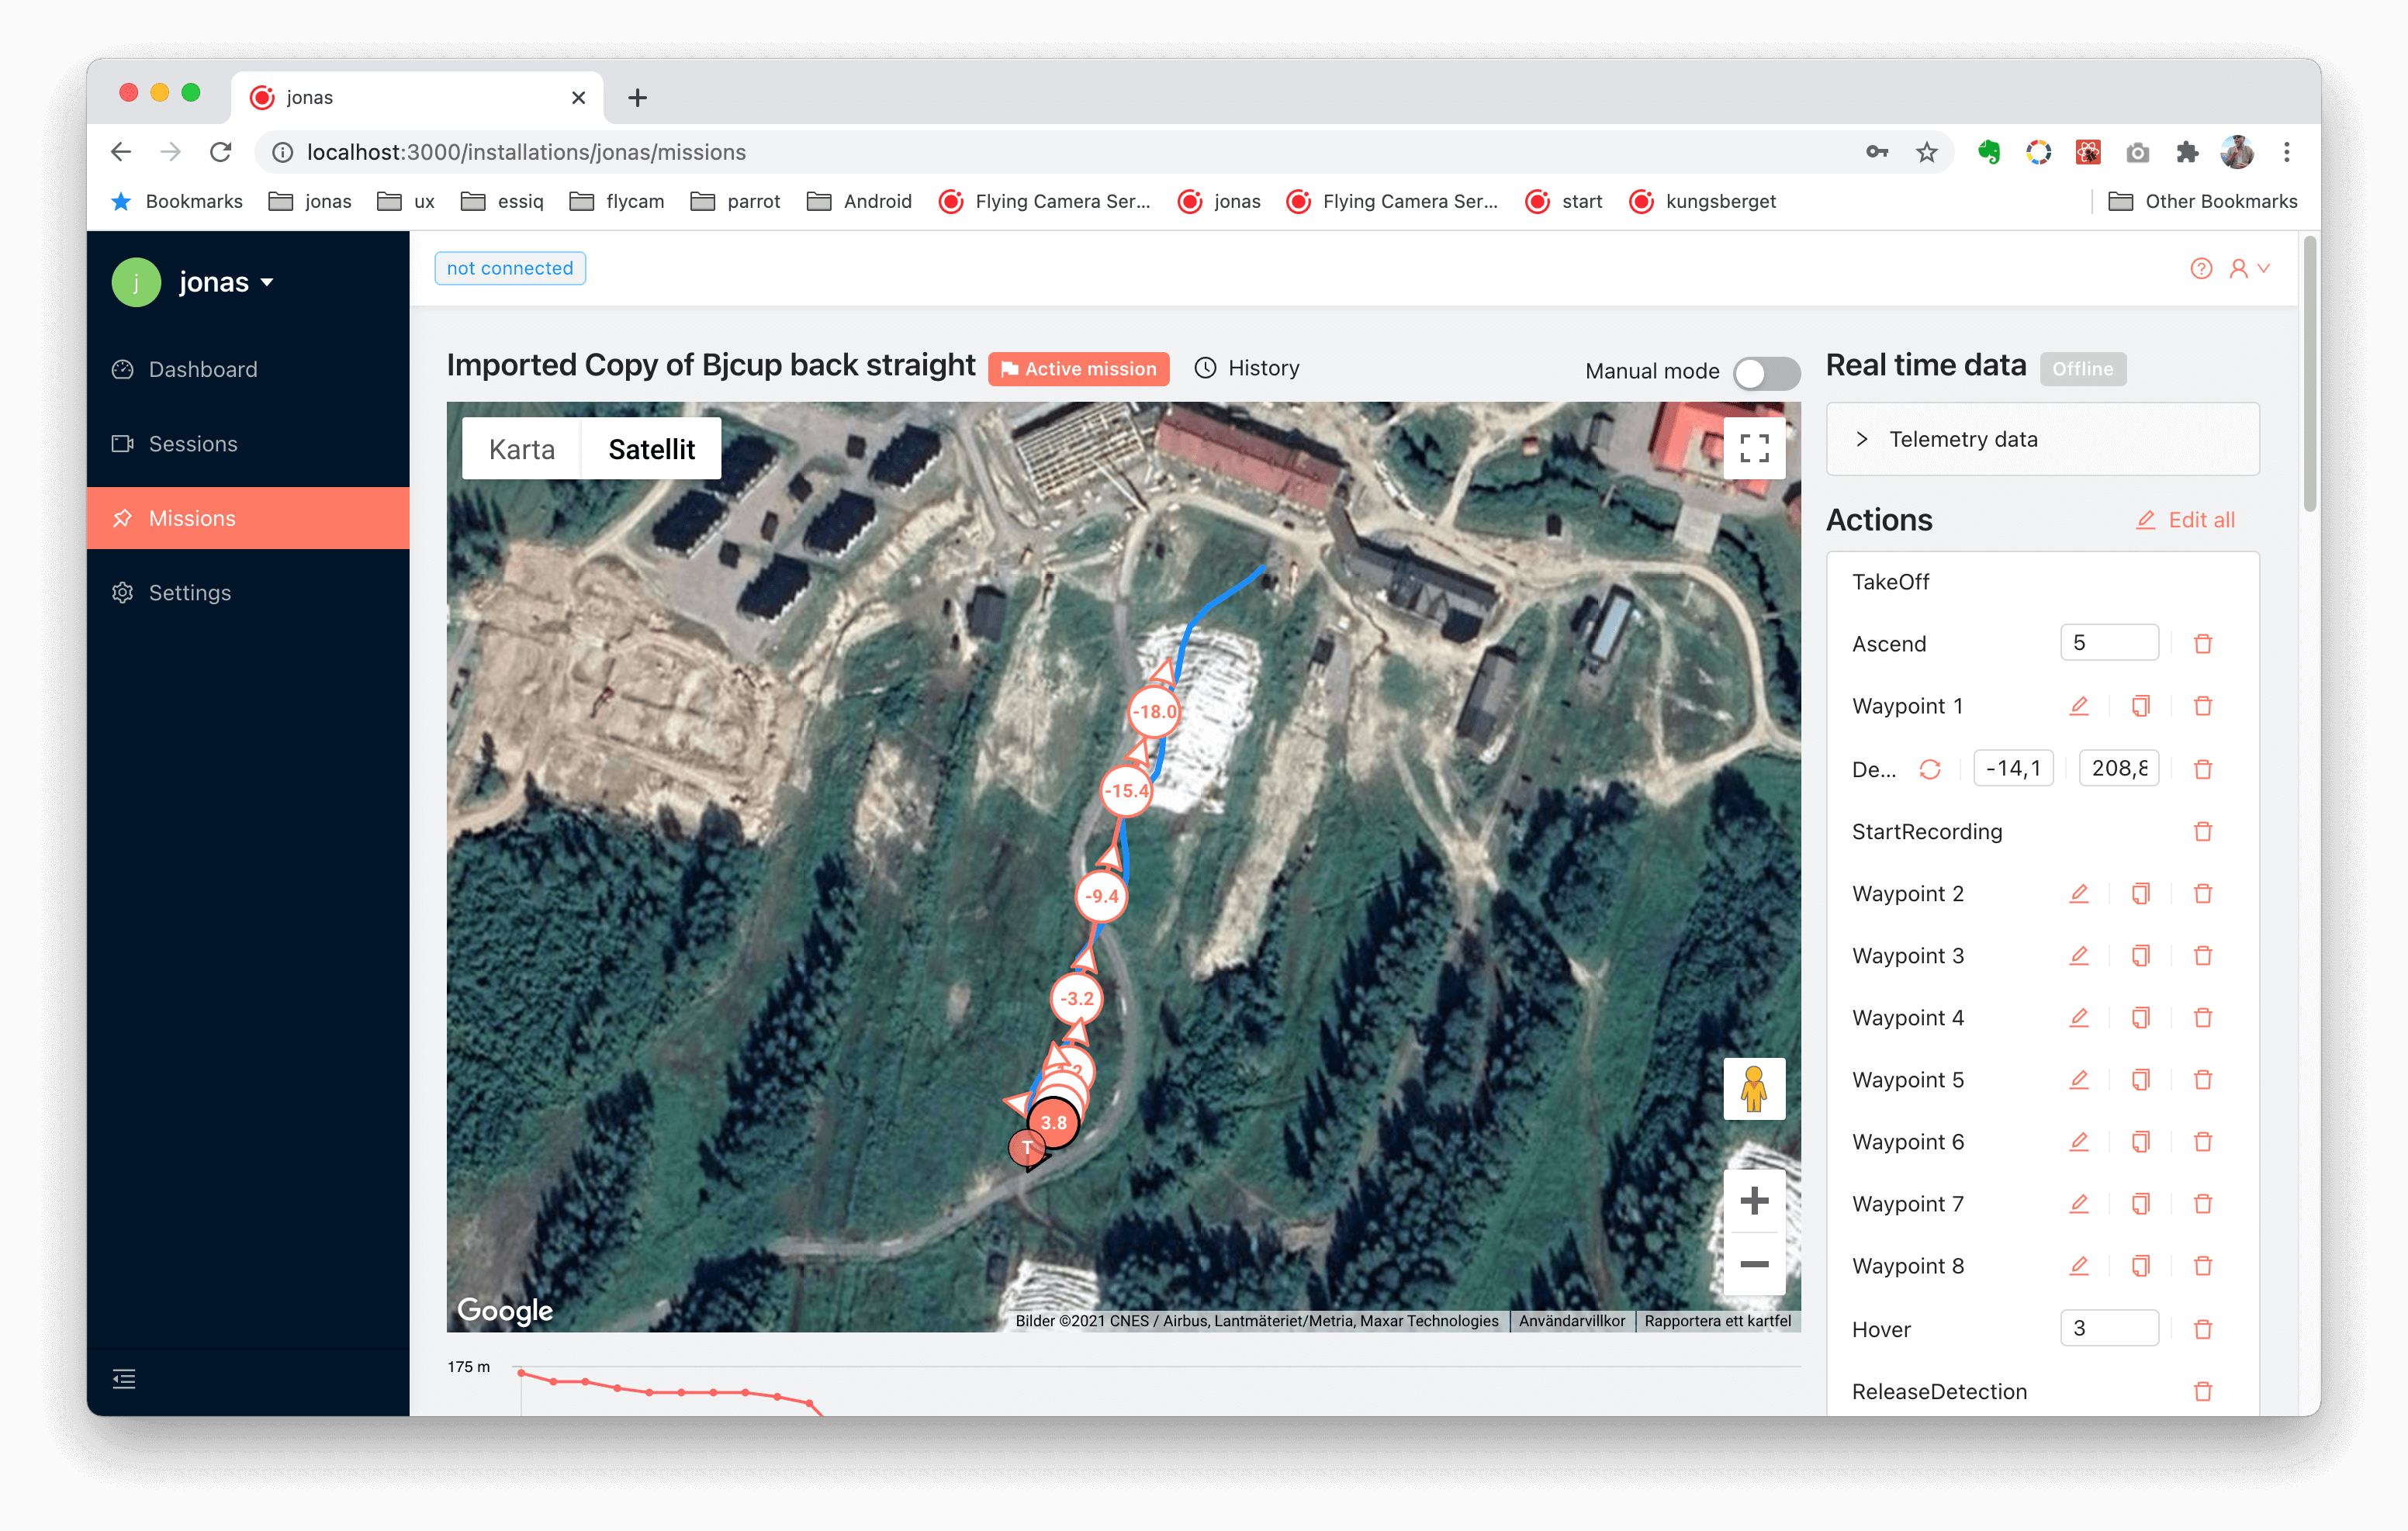 jonas
localhost:3000/installations/jonas/missions
Bookmarks jonas ux essiq flycam parrot Android Flying Camera Ser... jonas Flying Camera Ser... start kungsberget Other Bookmarks
j jonas
not connected
Dashboard
Sessions
Missions
Settings
Imported Copy of Bjcup back straight Active mission History Manual mode
Karta Satellit
-18.0
-15.4
-9.4
-3.2
3.8
T
Google
Bilder ©2021 CNES / Airbus, Lantmäteriet/Metria, Maxar Technologies Användarvillkor Rapportera ett kartfel
175 m
Real time data Offline
Telemetry data
Actions Edit all
TakeOff
Ascend 5
Waypoint 1
De... -14,1 208,8
StartRecording
Waypoint 2
Waypoint 3
Waypoint 4
Waypoint 5
Waypoint 6
Waypoint 7
Waypoint 8
Hover 3
ReleaseDetection